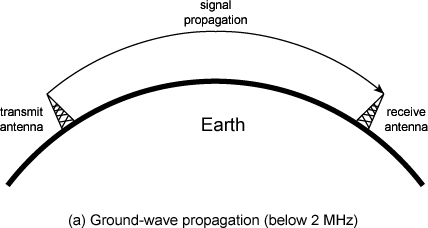 signal
propagation
transmit
antenna
Earth
receive
antenna
(a) Ground-wave propagation (below 2 MHz)